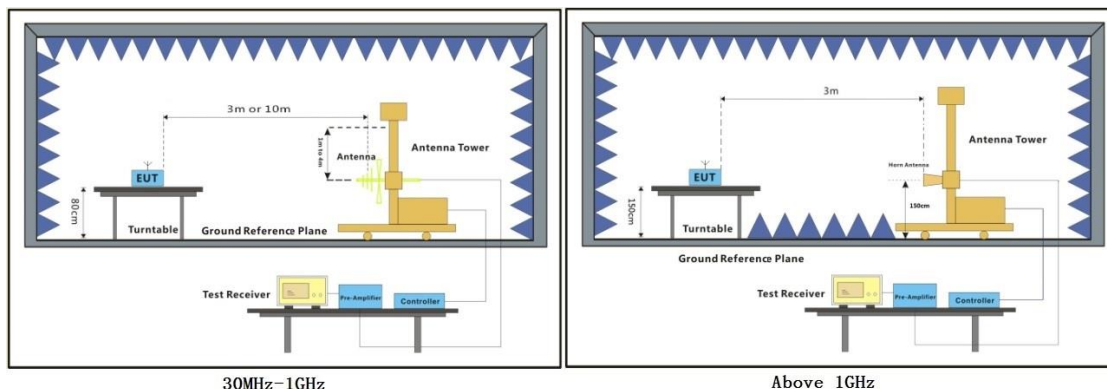 3m or 10m
1m to 4m
Antenna
Antenna Tower
EUT
80cm
Turntable
Ground Reference Plane
Test Receiver
Pre-Amplifier
Controller
30MHz-1GHz
3m
Horn Antenna
Antenna Tower
EUT
150cm
150cm
Turntable
Ground Reference Plane
Test Receiver
Pre-Amplifier
Controller
Above 1GHz